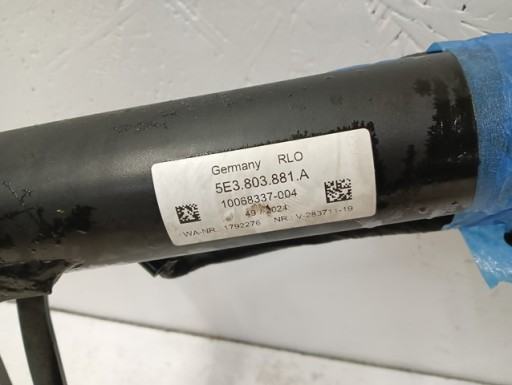 Germany RLO
5E3.803.881.A
10068337-004
49 / 2024
WA-NR.: 1792276 NR.: V-283711-19